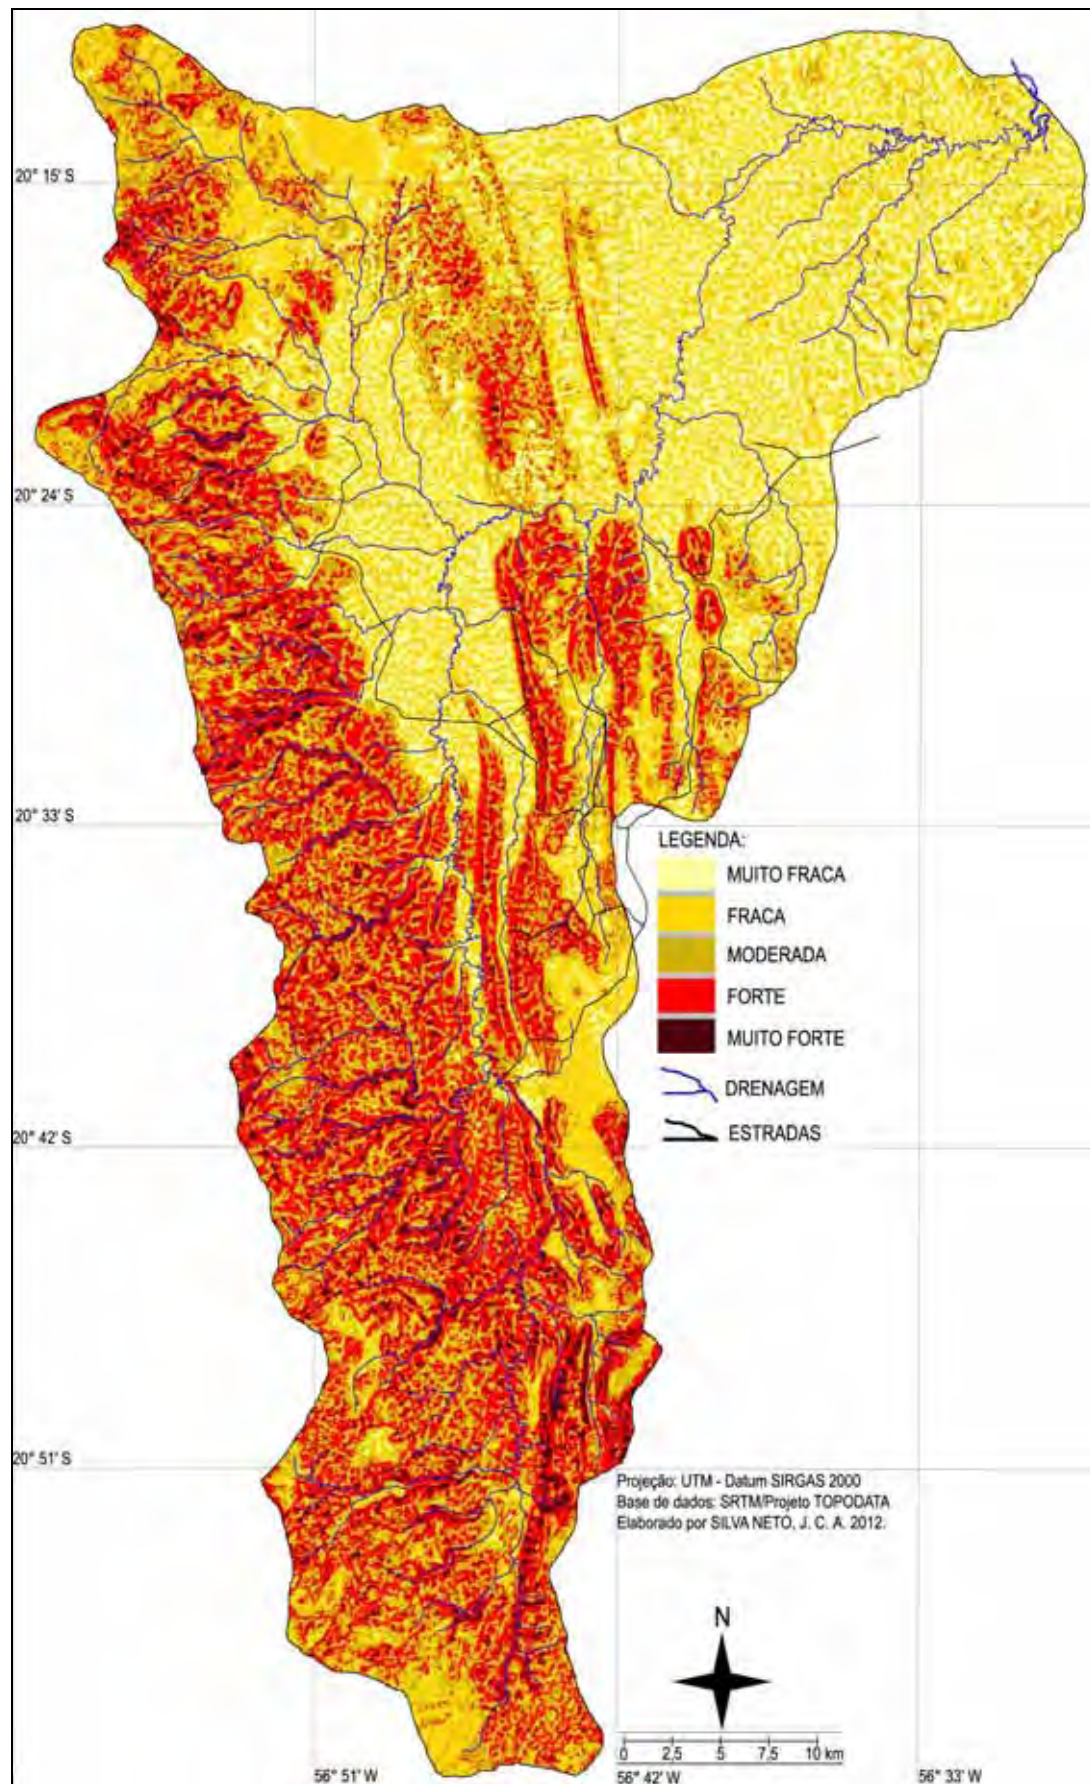 20° 15' S
20° 24' S
20° 33' S
LEGENDA:
MUITO FRACA
FRACA
MODERADA
FORTE
MUITO FORTE
DRENAGEM
ESTRADAS
20° 42' S
20° 51' S
Projeção: UTM - Datum SIRGAS 2000
Base de dados: SRTM/Projeto TOPODATA
Elaborado por SILVA NETO, J. C. A. 2012.
N
0 2,5 5 7,5 10 km
56° 51' W 56° 42' W 56° 33' W